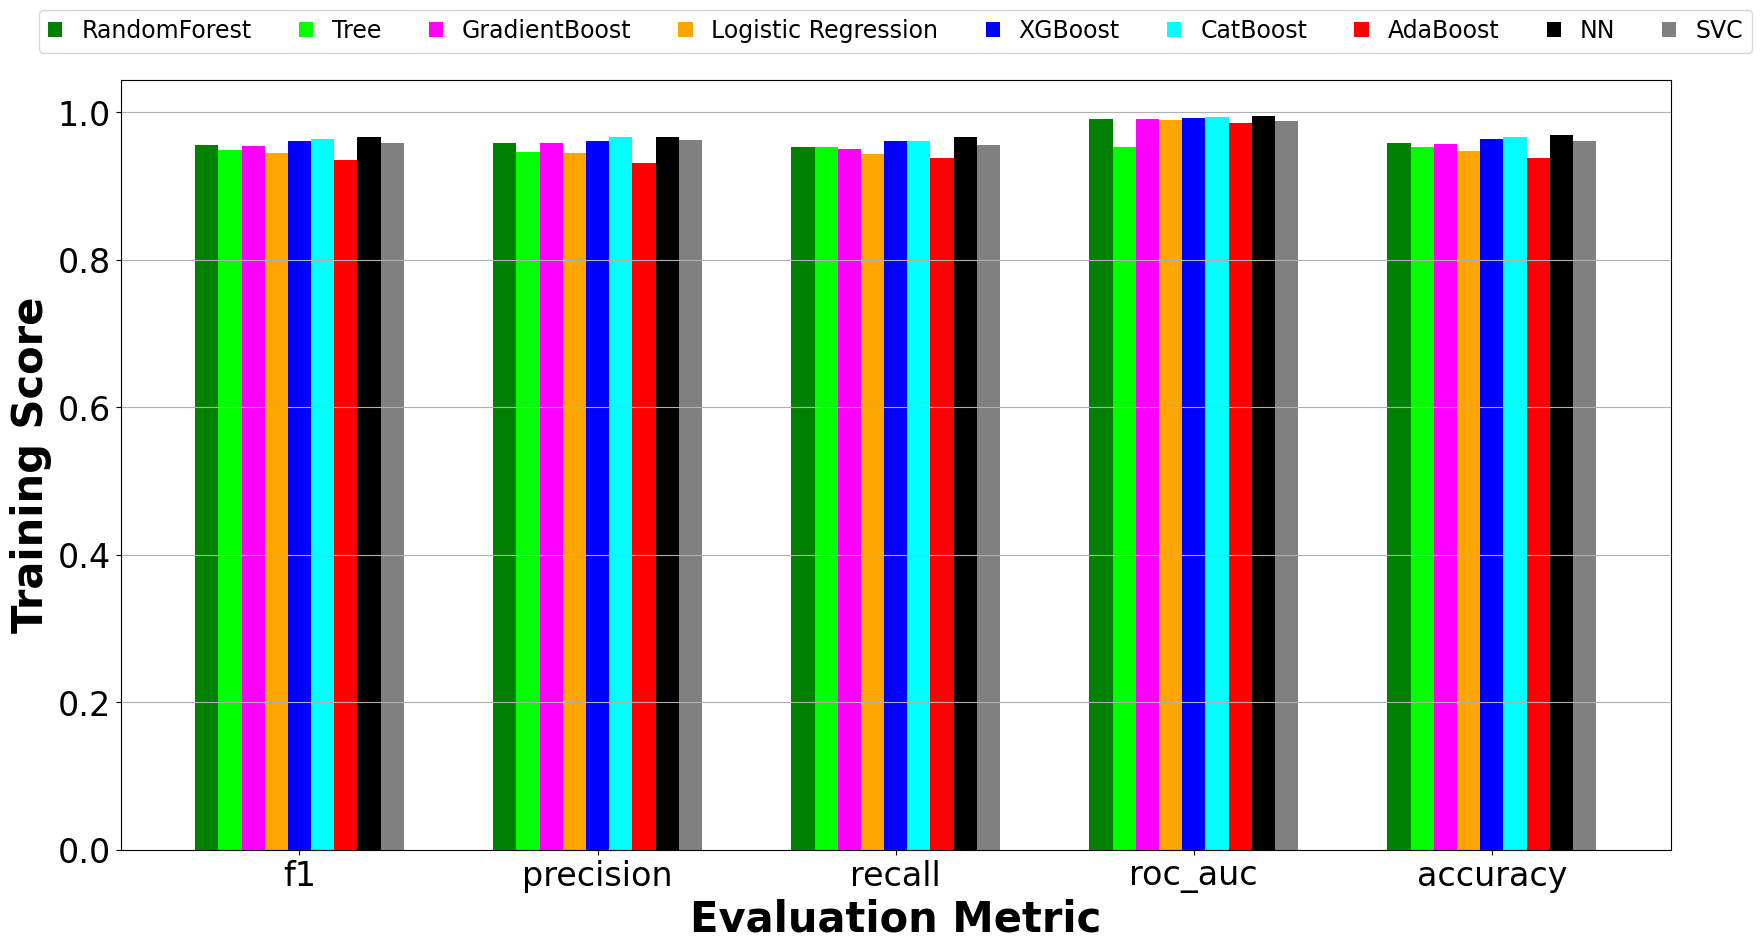 RandomForest Tree GradientBoost Logistic Regression XGBoost CatBoost AdaBoost NN SVC
1.0
0.8
0.6
0.4
0.2
0.0
Training Score
f1 precision recall roc_auc accuracy
Evaluation Metric